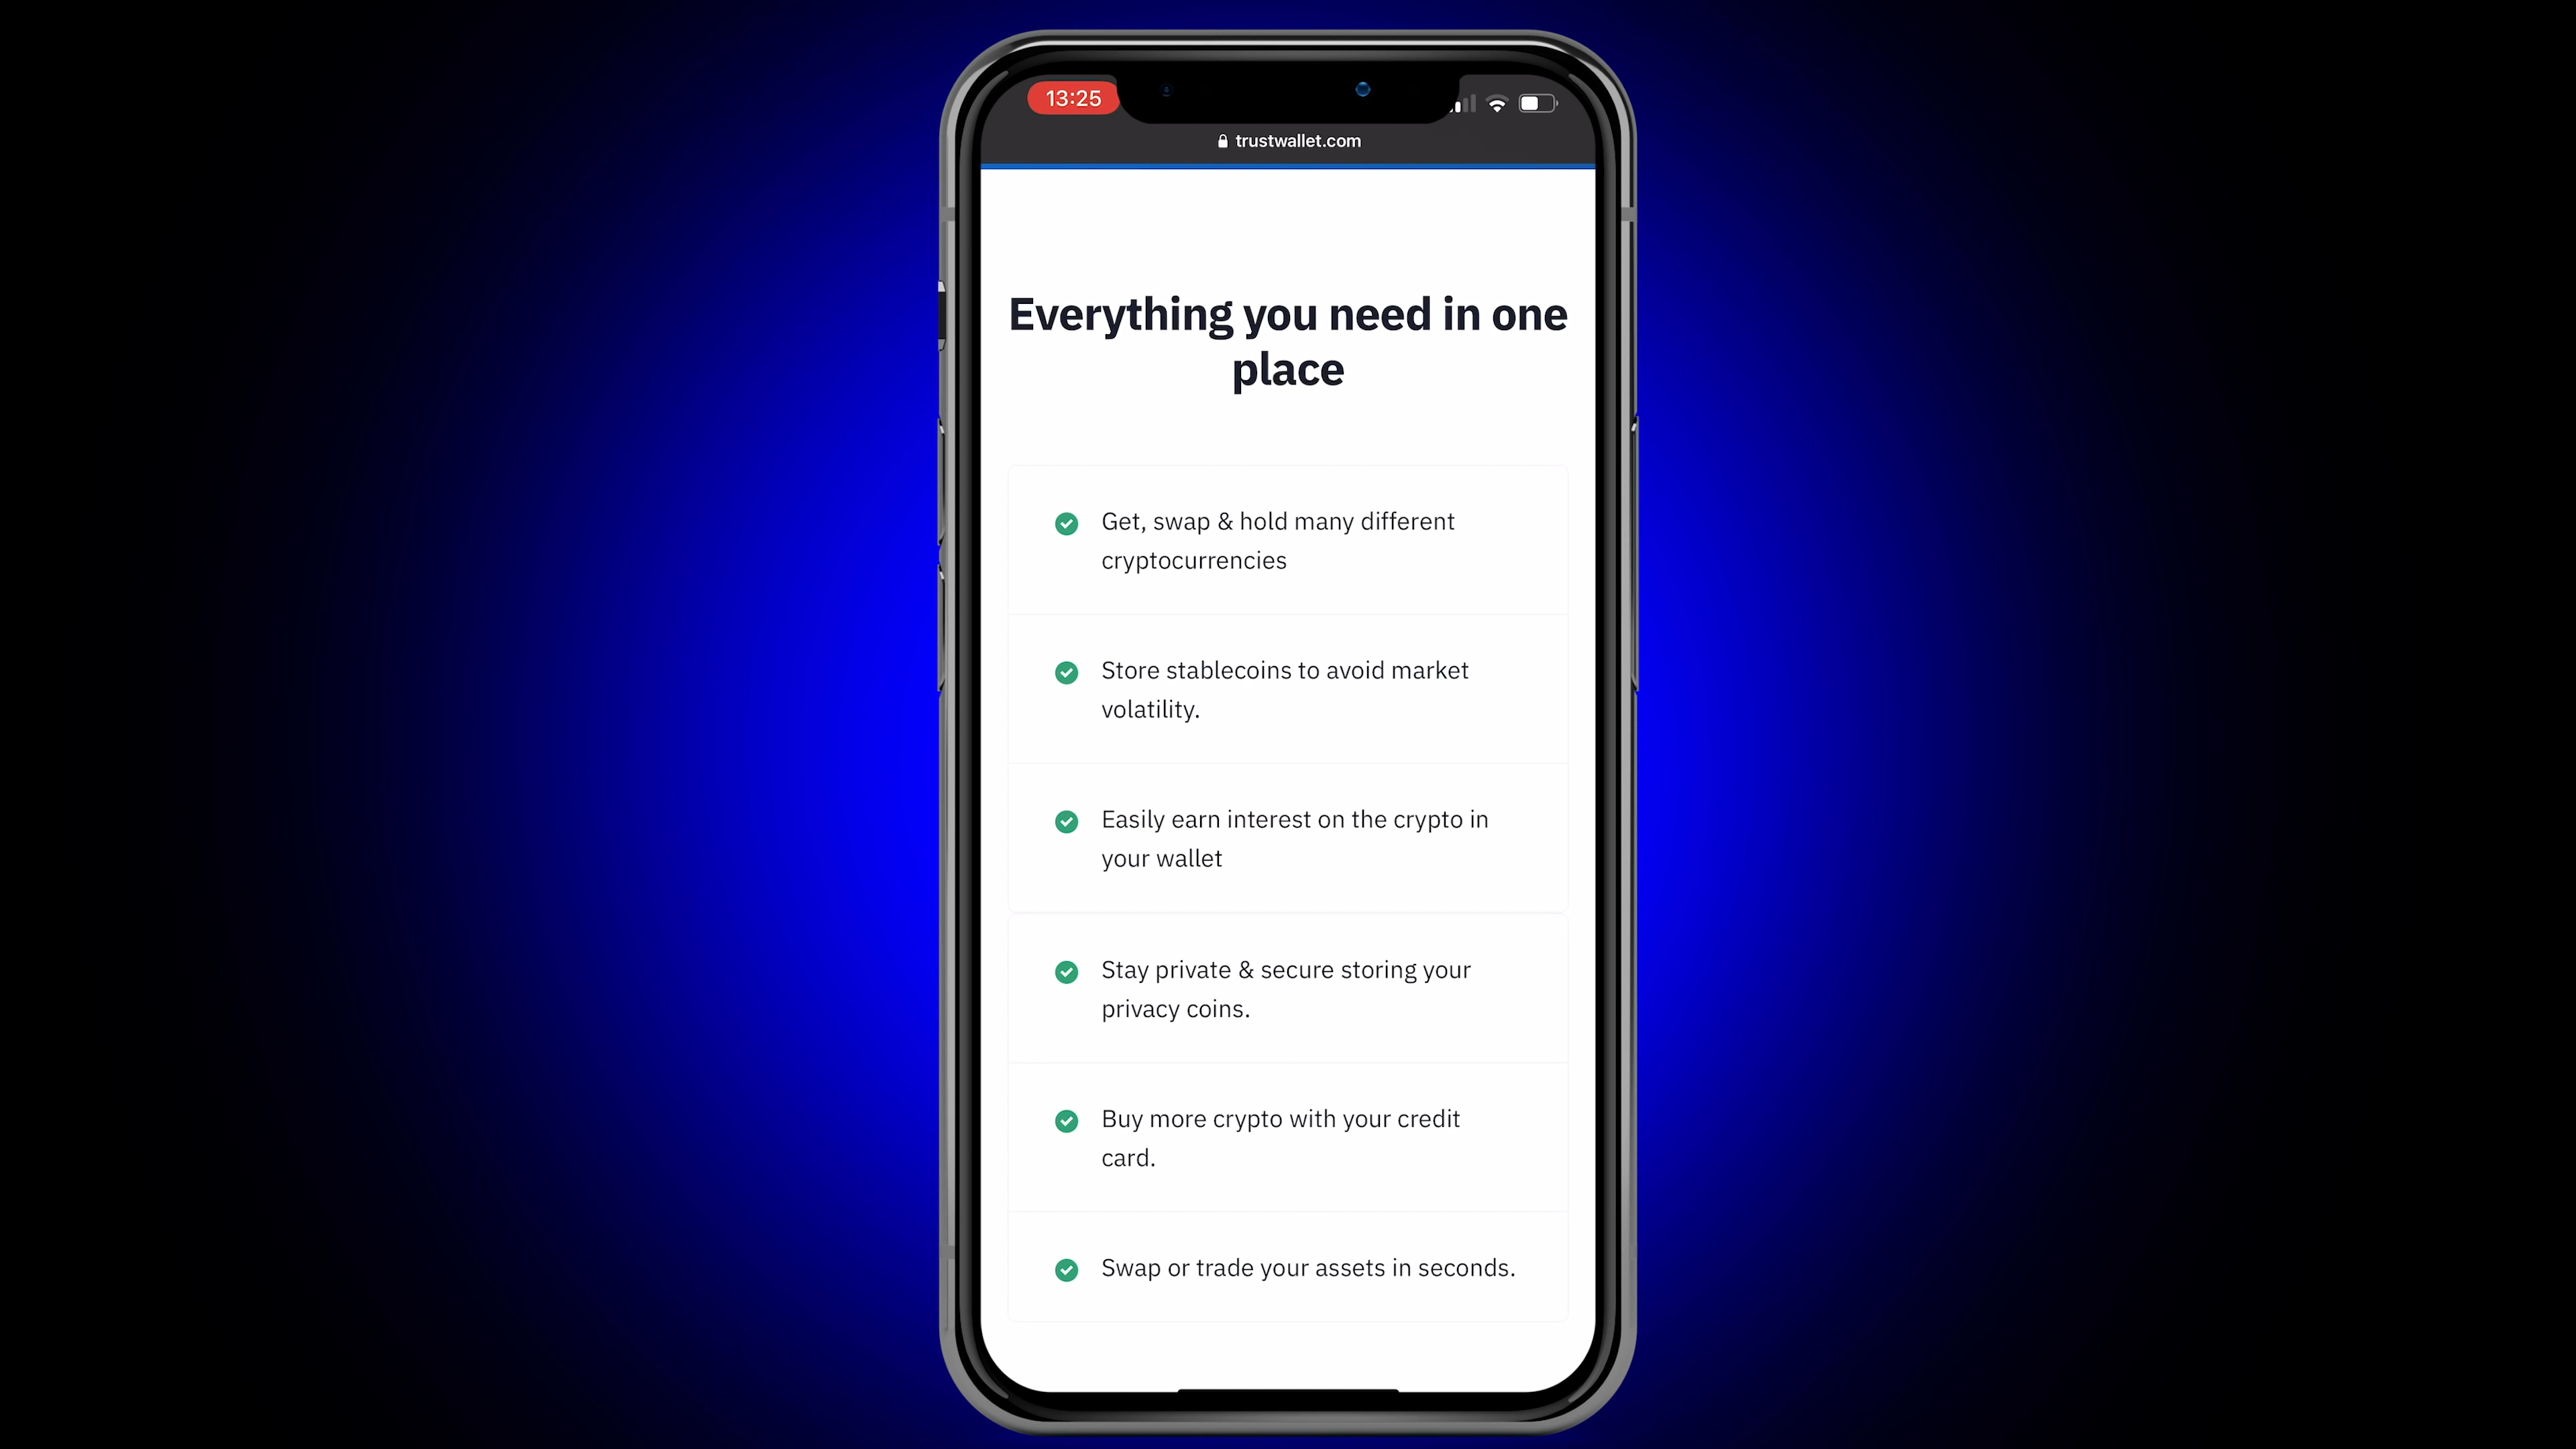 13:25
trustwallet.com
Everything you need in one
place
Get, swap & hold many different
cryptocurrencies
Store stablecoins to avoid market
volatility.
Easily earn interest on the crypto in
your wallet
Stay private & secure storing your
privacy coins.
Buy more crypto with your credit
card.
Swap or trade your assets in seconds.